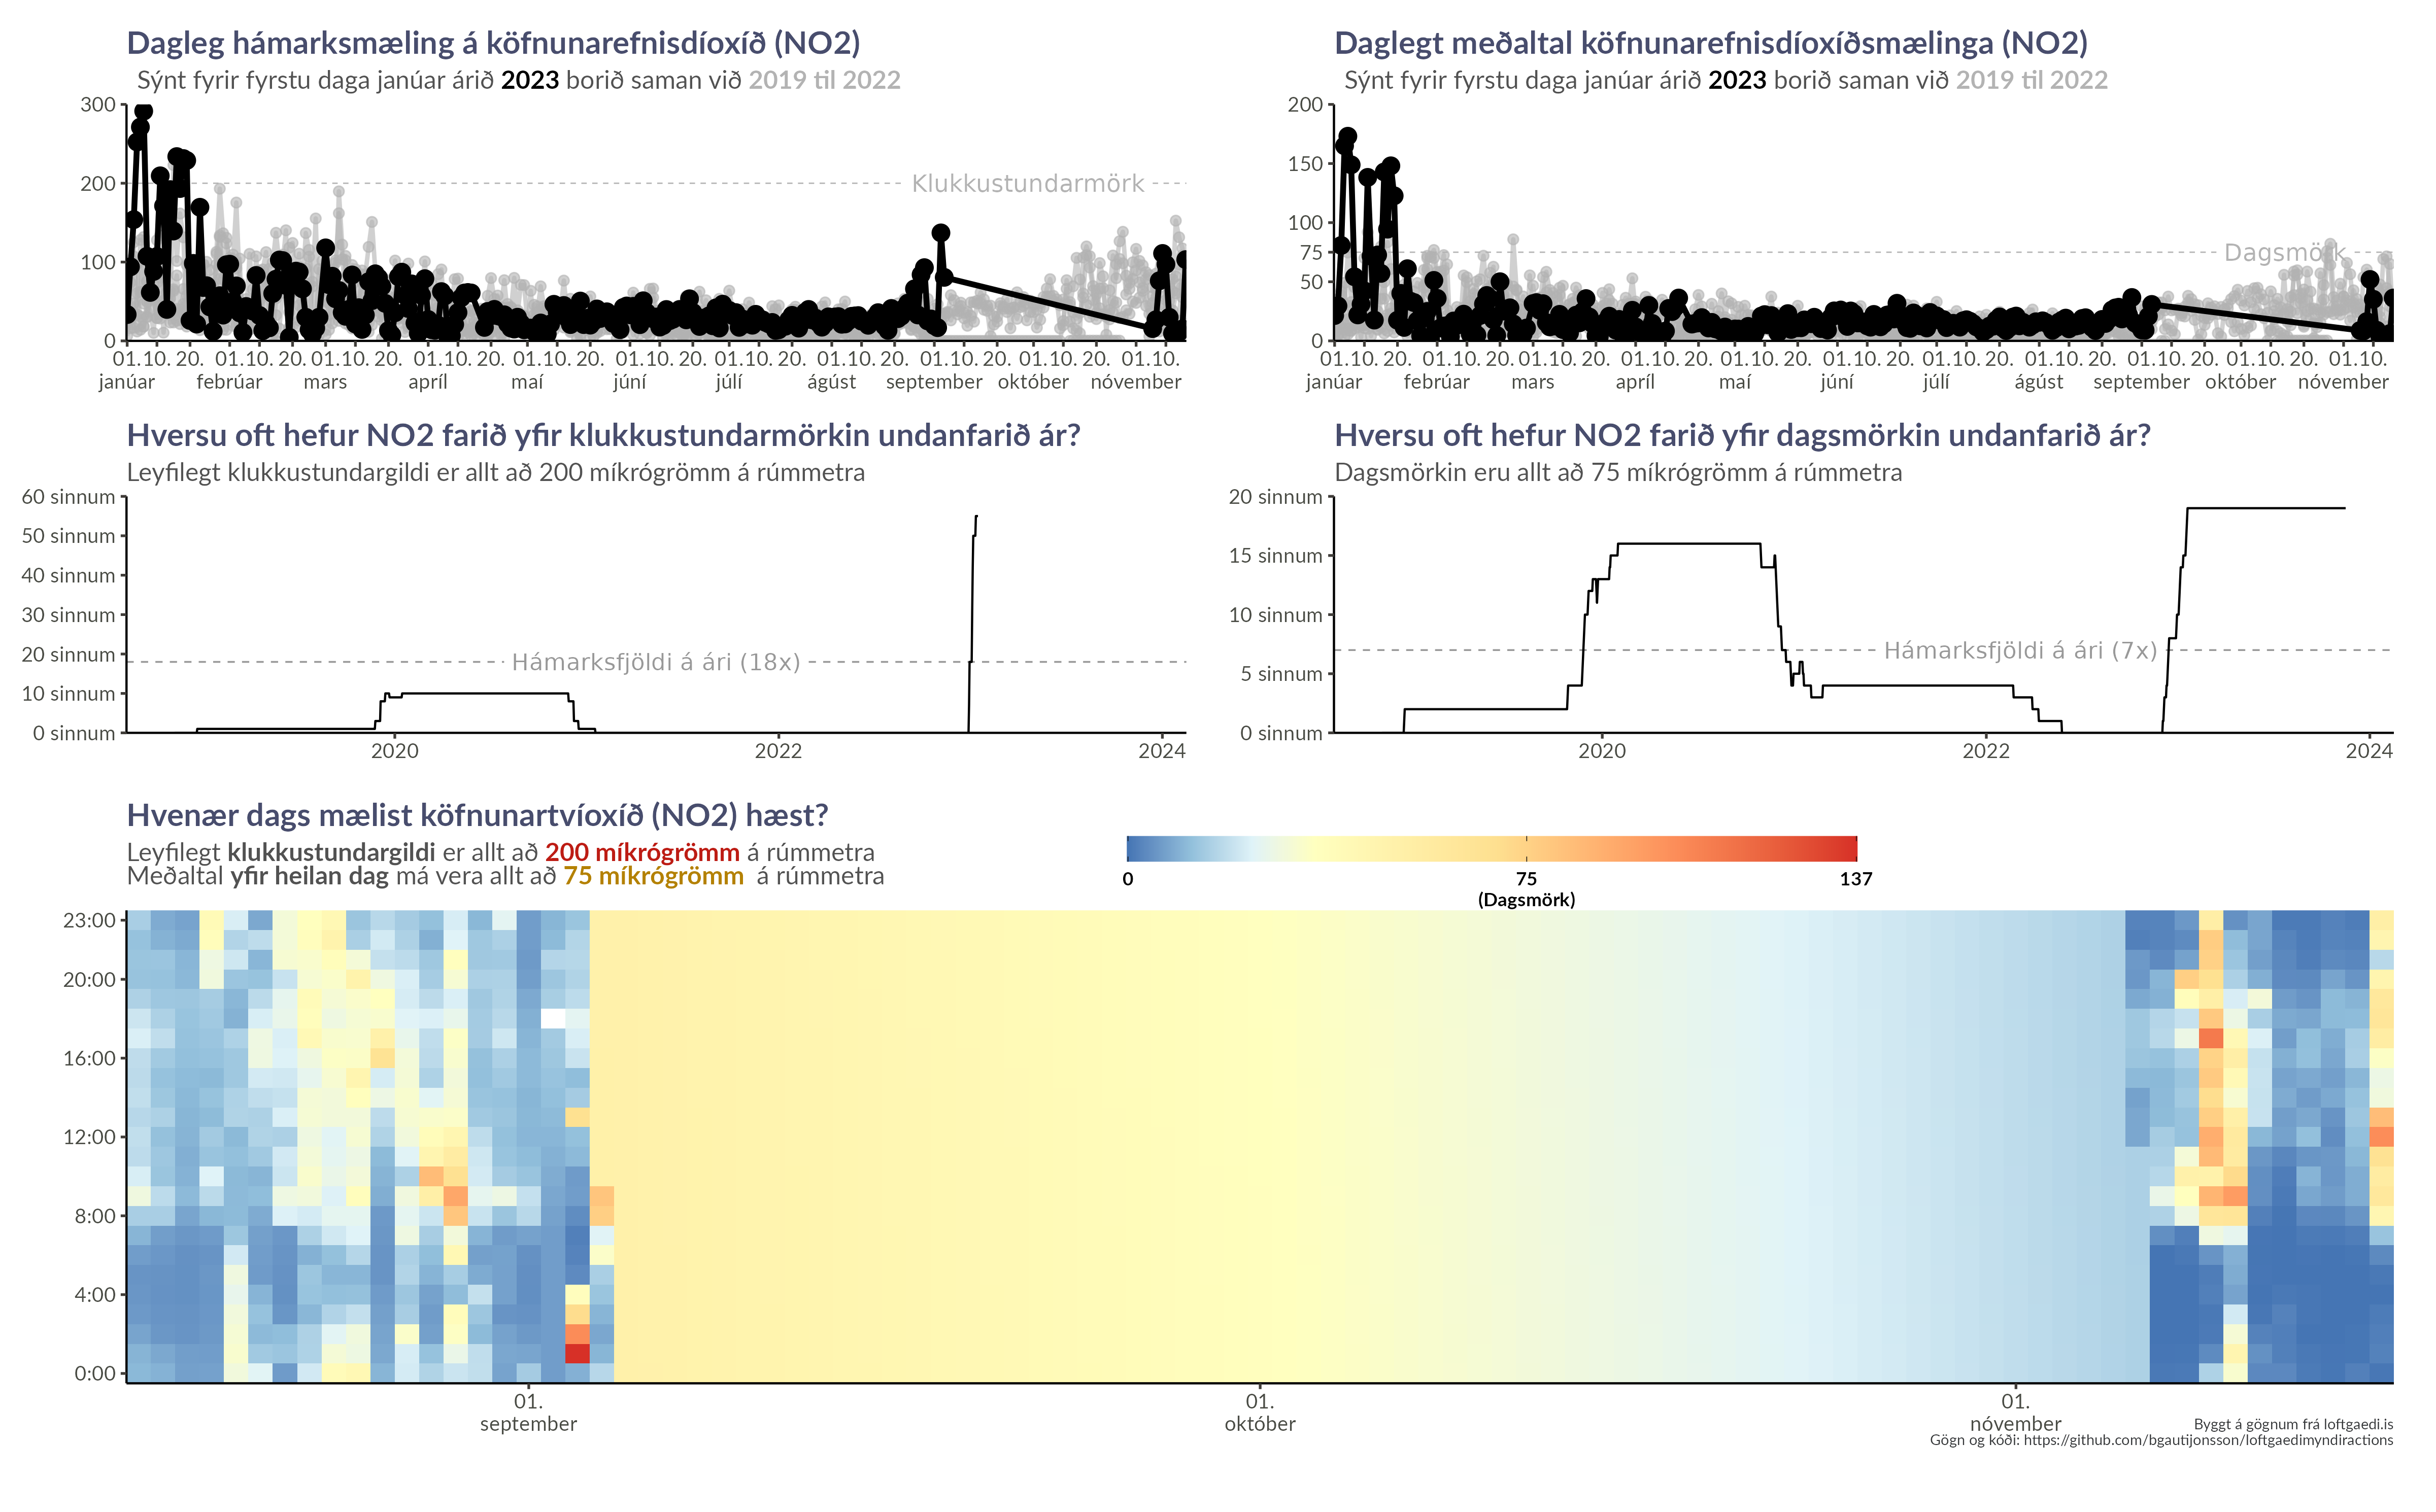 Dagleg hámarksmæling á köfnunarefnisdíoxíð (NO2)
Sýnt fyrir fyrstu daga janúar árið 2023 borið saman við 2019 til 2022
300
200
100
0
Klukkustundarmörk
01. 10. 20. 01. 10. 20. 01. 10. 20. 01. 10. 20. 01. 10. 20. 01. 10. 20. 01. 10. 20. 01. 10. 20. 01. 10. 20. 01. 10. 20. 01. 10.
janúar febrúar mars apríl maí júní júlí ágúst september október nóvember
Daglegt meðaltal köfnunarefnisdíoxíðsmælinga (NO2)
Sýnt fyrir fyrstu daga janúar árið 2023 borið saman við 2019 til 2022
200
150
100
75
50
0
Dagsmörk
01. 10. 20. 01. 10. 20. 01. 10. 20. 01. 10. 20. 01. 10. 20. 01. 10. 20. 01. 10. 20. 01. 10. 20. 01. 10. 20. 01. 10. 20. 01. 10.
janúar febrúar mars apríl maí júní júlí ágúst september október nóvember
Hversu oft hefur NO2 farið yfir klukkustundarmörkin undanfarið ár?
Leyfilegt klukkustundargildi er allt að 200 míkrógrömm á rúmmetra
60 sinnum
50 sinnum
40 sinnum
30 sinnum
20 sinnum
10 sinnum
0 sinnum
Hámarksfjöldi á ári (18x)
2020 2022 2024
Hversu oft hefur NO2 farið yfir dagsmörkin undanfarið ár?
Dagsmörkin eru allt að 75 míkrógrömm á rúmmetra
20 sinnum
15 sinnum
10 sinnum
5 sinnum
0 sinnum
Hámarksfjöldi á ári (7x)
2020 2022 2024
Hvenær dags mælist köfnunartvíoxíð (NO2) hæst?
Leyfilegt klukkustundargildi er allt að 200 míkrógrömm á rúmmetra
Meðaltal yfir heilan dag má vera allt að 75 míkrógrömm á rúmmetra
0 75 137
(Dagsmörk)
23:00
20:00
16:00
12:00
8:00
4:00
0:00
01. 01. 01.
september október nóvember
Byggt á gögnum frá loftgaedi.is
Gögn og kóði: https://github.com/bgautijonsson/loftgaedimyndiractions